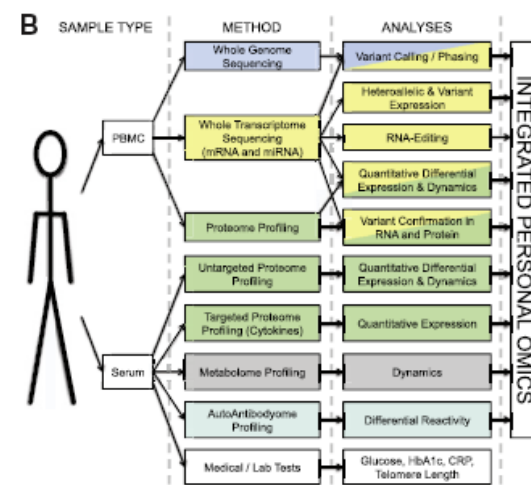 B
SAMPLE TYPE
METHOD
ANALYSES
PBMC
Serum
Whole Genome
Sequencing
Whole Transcriptome
Sequencing
(mRNA and miRNA)
Proteome Profiling
Untargeted Proteome
Profiling
Targeted Proteome
Profiling (Cytokines)
Metabolome Profiling
AutoAntibodyome
Profiling
Medical / Lab Tests
Variant Calling / Phasing
Heteroallelic & Variant
Expression
RNA-Editing
Quantitative Differential
Expression & Dynamics
Variant Confirmation in
RNA and Protein
Quantitative Differential
Expression & Dynamics
Quantitative Expression
Dynamics
Differential Reactivity
Glucose, HbA1c, CRP,
Telomere Length
INTEGRATED PERSONAL OMICS